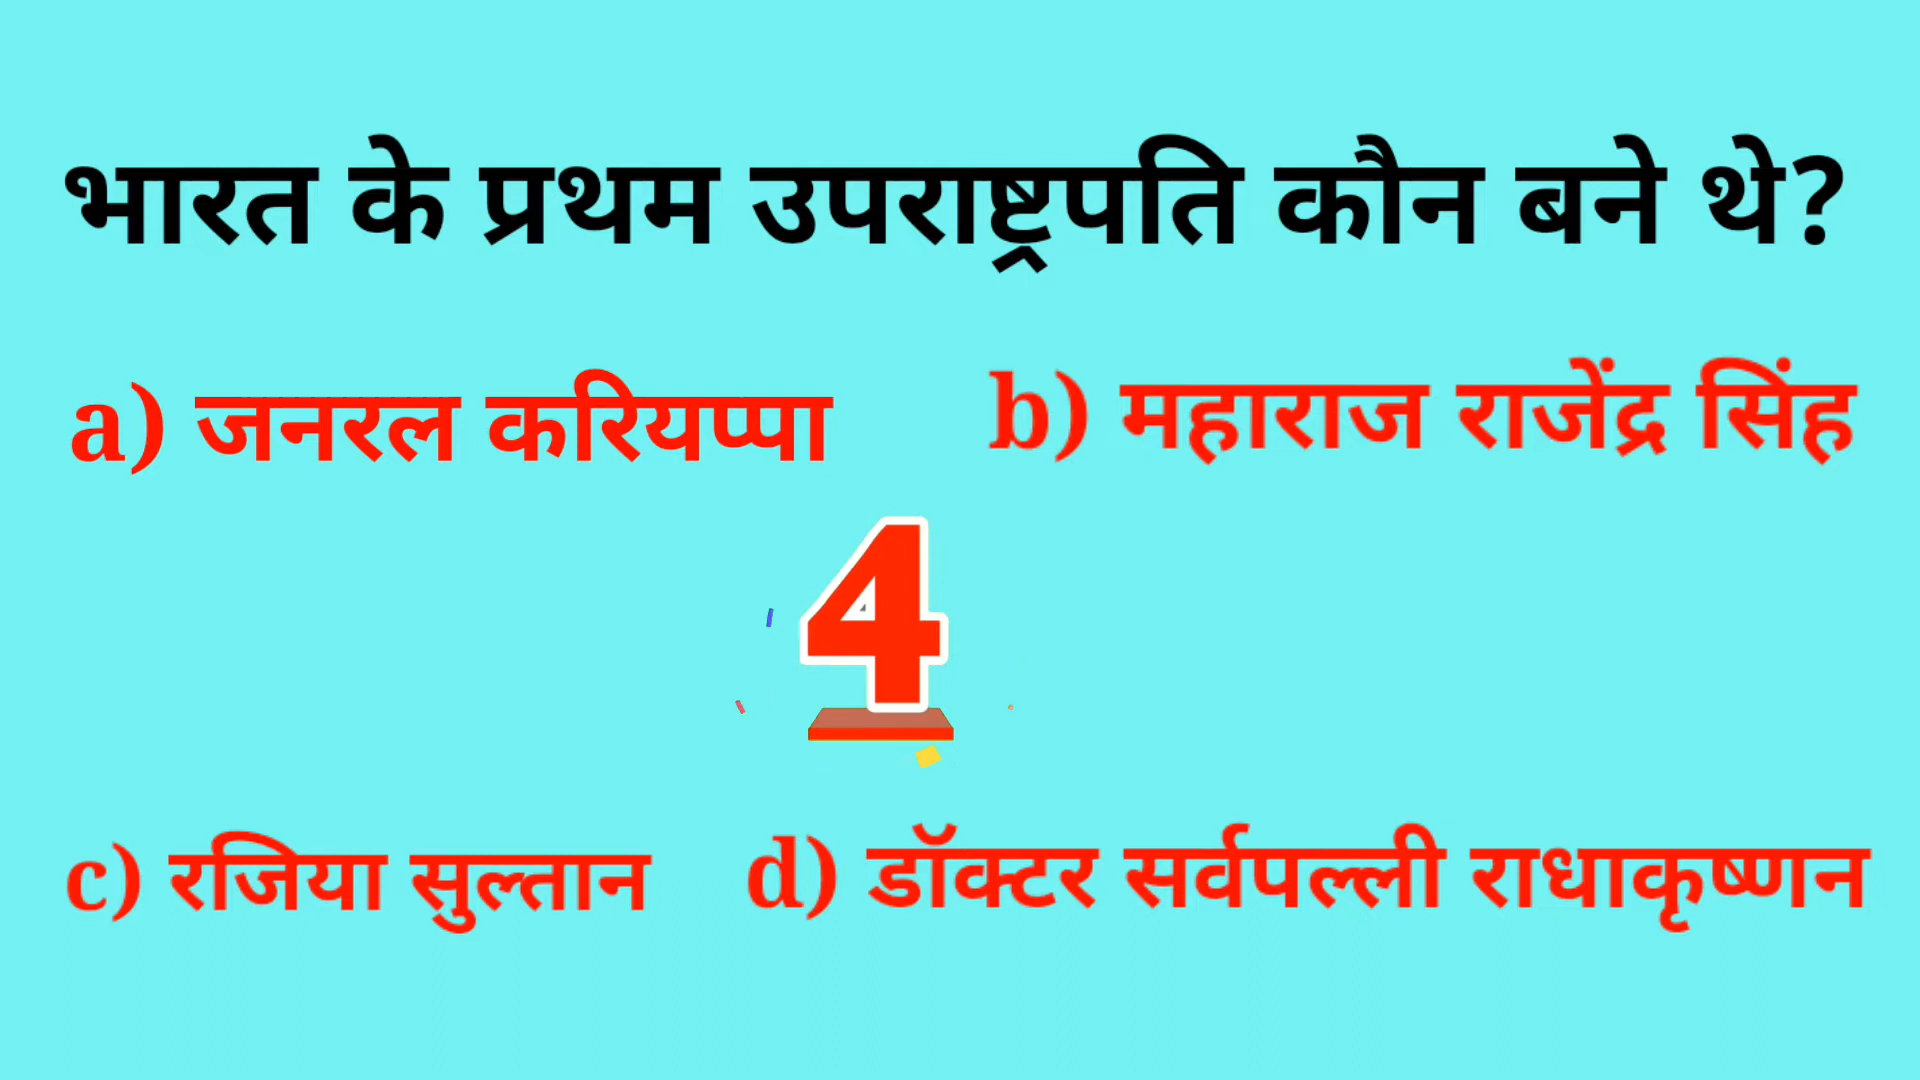 भारत के प्रथम उपराष्ट्रपति कौन बने थे?
a) जनरल करियप्पा
b) महाराज राजेंद्र सिंह
4
c) रजिया सुल्तान
d) डॉक्टर सर्वपल्ली राधाकृष्णन